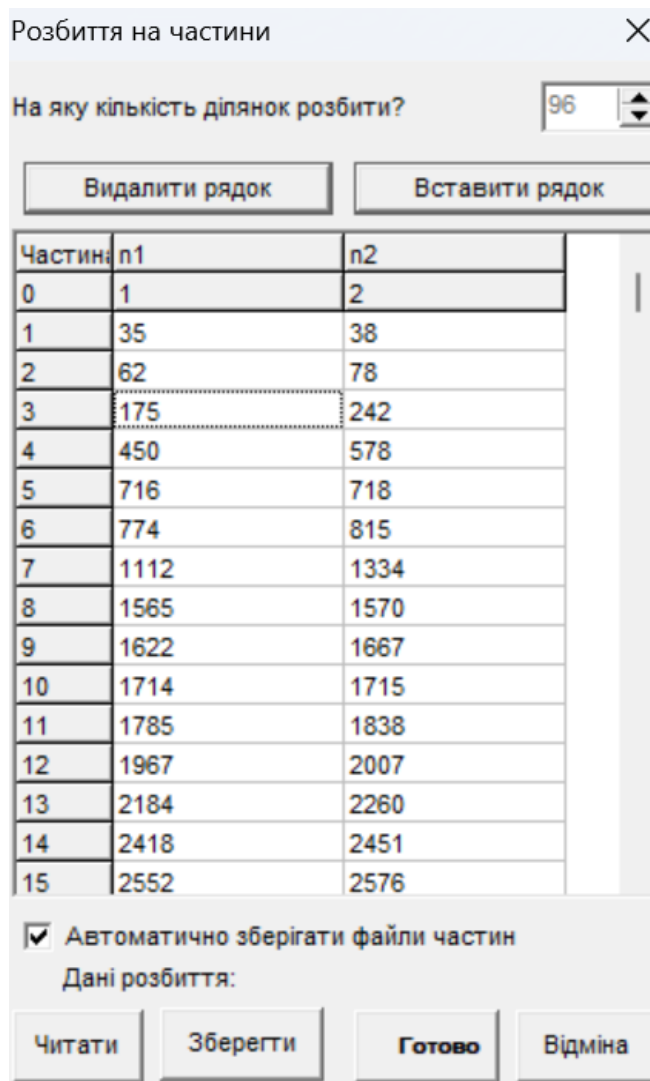 Розбиття на частини
На яку кількість ділянок розбити? 96
Видалити рядок Вставити рядок
Частина n1 n2
0 1 2
1 35 38
2 62 78
3 175 242
4 450 578
5 716 718
6 774 815
7 1112 1334
8 1565 1570
9 1622 1667
10 1714 1715
11 1785 1838
12 1967 2007
13 2184 2260
14 2418 2451
15 2552 2576
Автоматично зберігати файли частин
Дані розбиття:
Читати Зберегти Готово Відміна